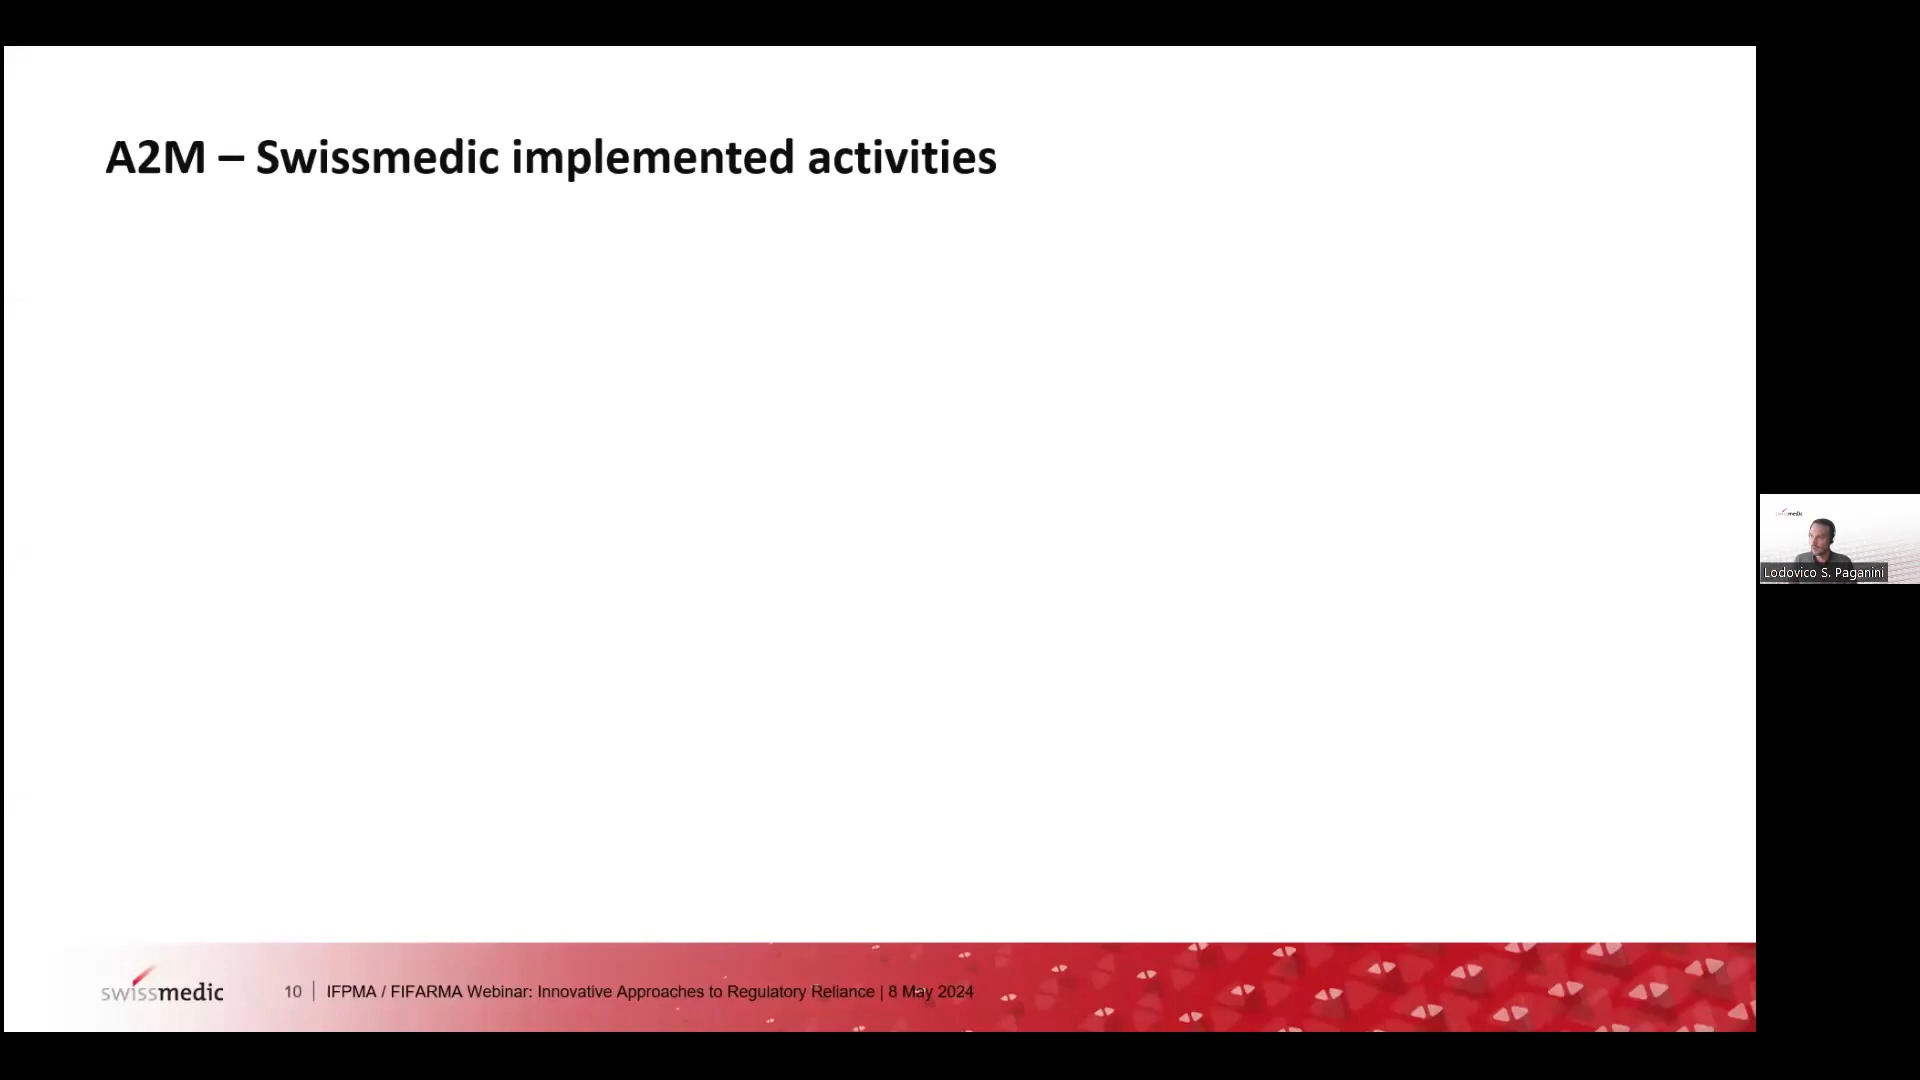 A2M – Swissmedic implemented activities
swissmedic
Lodovico S. Paganini
swissmedic
10 | IFPMA / FIFARMA Webinar: Innovative Approaches to Regulatory Reliance | 8 May 2024